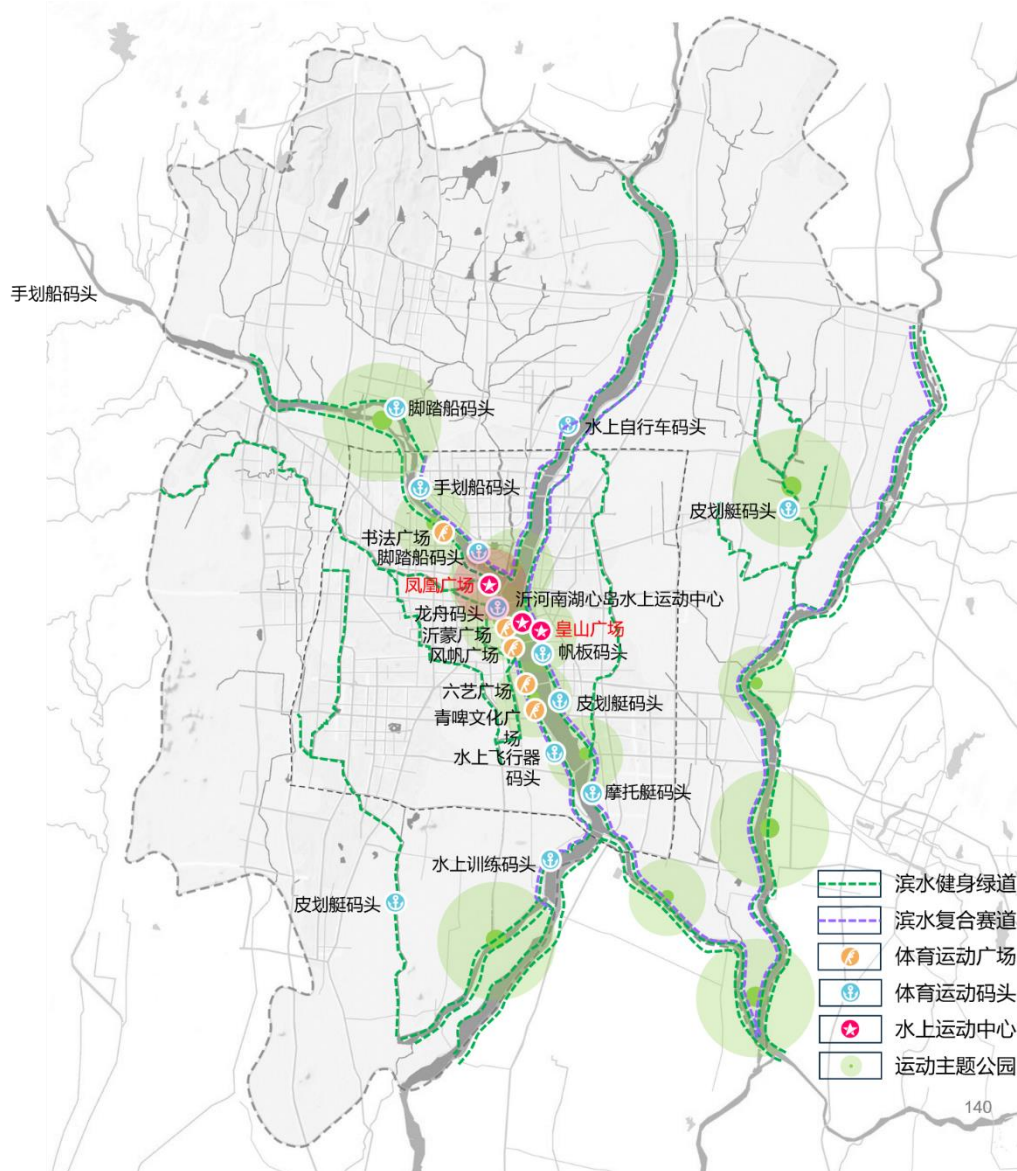 手划船码头
脚踏船码头
水上自行车码头
手划船码头
皮划艇码头
书法广场
脚踏船码头
凤凰广场
沂河南湖心岛水上运动中心
龙舟码头
皇山广场
沂蒙广场
风帆广场
帆板码头
六艺广场
皮划艇码头
青啤文化广
场
水上飞行器
码头
摩托艇码头
水上训练码头
皮划艇码头
滨水健身绿道
滨水复合赛道
体育运动广场
体育运动码头
水上运动中心
运动主题公园
140